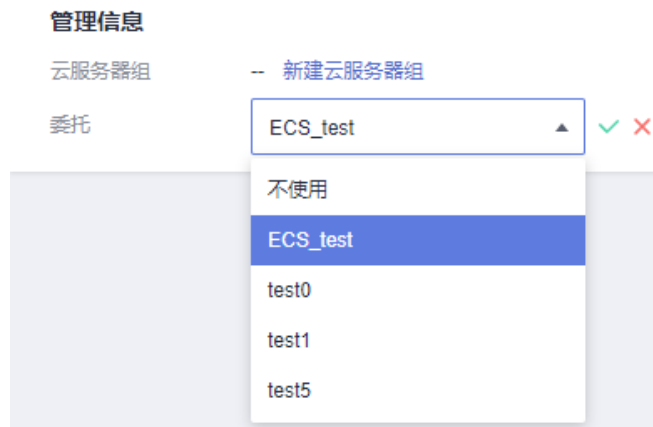 管理信息
云服务器组 -- 新建云服务器组
委托 ECS_test
不使用
ECS_test
test0
test1
test5